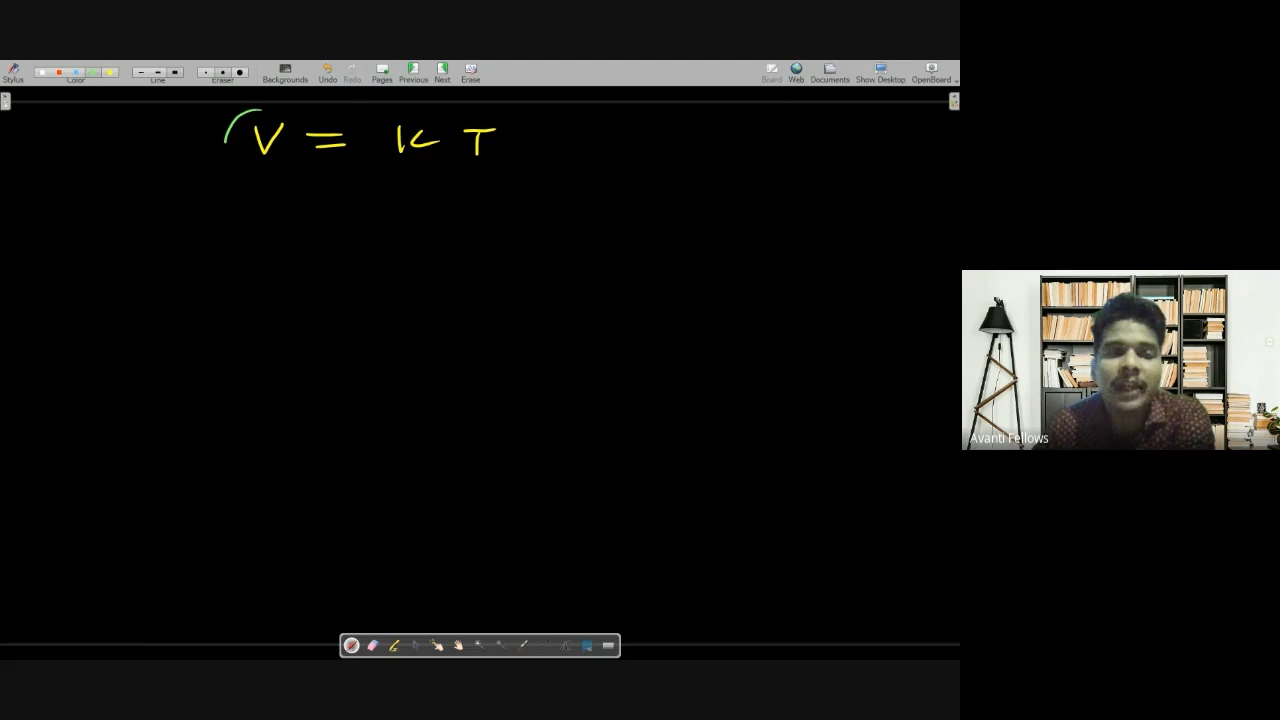 Stylus Color Line Eraser Backgrounds Undo Redo Pages Previous Next Erase Board Web Documents Show Desktop OpenBoard
V = K T
Avanti Fellows